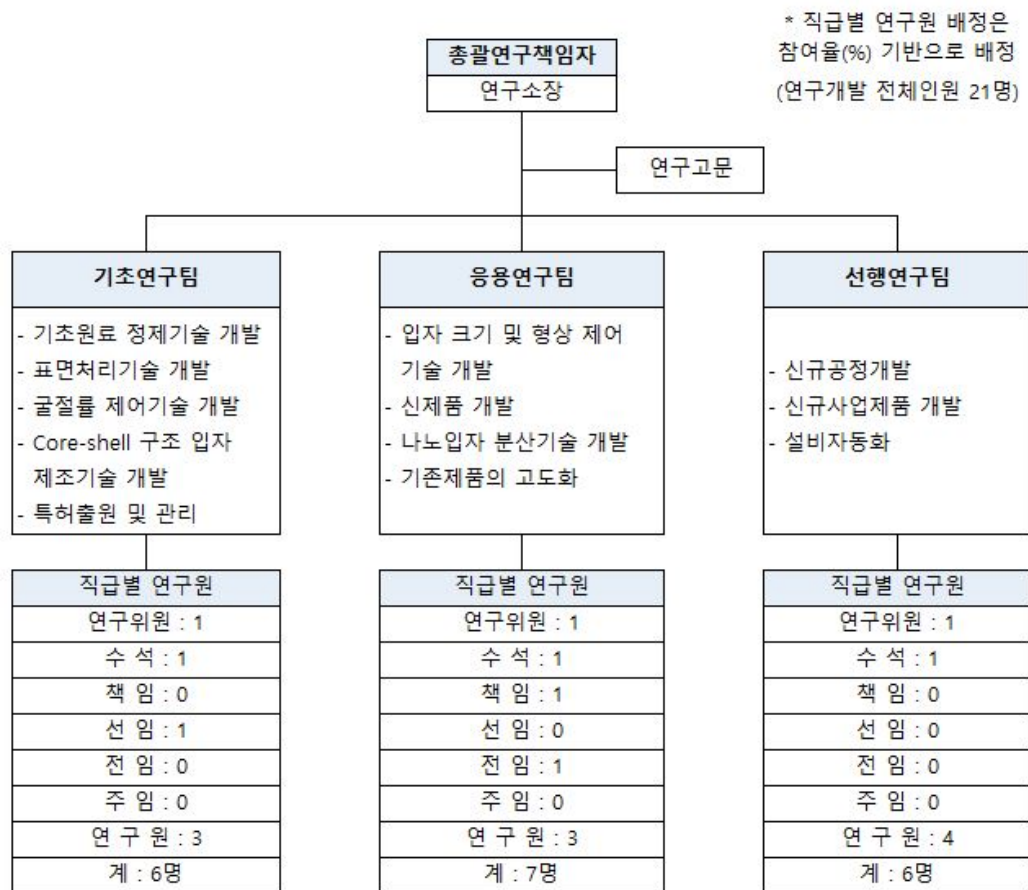 * 직급별 연구원 배정은
참여율(%) 기반으로 배정
(연구개발 전체인원 21명)
총괄연구책임자
연구소장
연구고문
기초연구팀
- 기초원료 정제기술 개발
- 표면처리기술 개발
- 굴절률 제어기술 개발
- Core-shell 구조 입자
제조기술 개발
- 특허출원 및 관리
직급별 연구원
연구위원 : 1
수 석 : 1
책 임 : 0
선 임 : 1
전 임 : 0
주 임 : 0
연 구 원 : 3
계 : 6명
응용연구팀
- 입자 크기 및 형상 제어
기술 개발
- 신제품 개발
- 나노입자 분산기술 개발
- 기존제품의 고도화
직급별 연구원
연구위원 : 1
수 석 : 1
책 임 : 1
선 임 : 0
전 임 : 1
주 임 : 0
연 구 원 : 3
계 : 7명
선행연구팀
- 신규공정개발
- 신규사업제품 개발
- 설비자동화
직급별 연구원
연구위원 : 1
수 석 : 1
책 임 : 0
선 임 : 0
전 임 : 0
주 임 : 0
연 구 원 : 4
계 : 6명